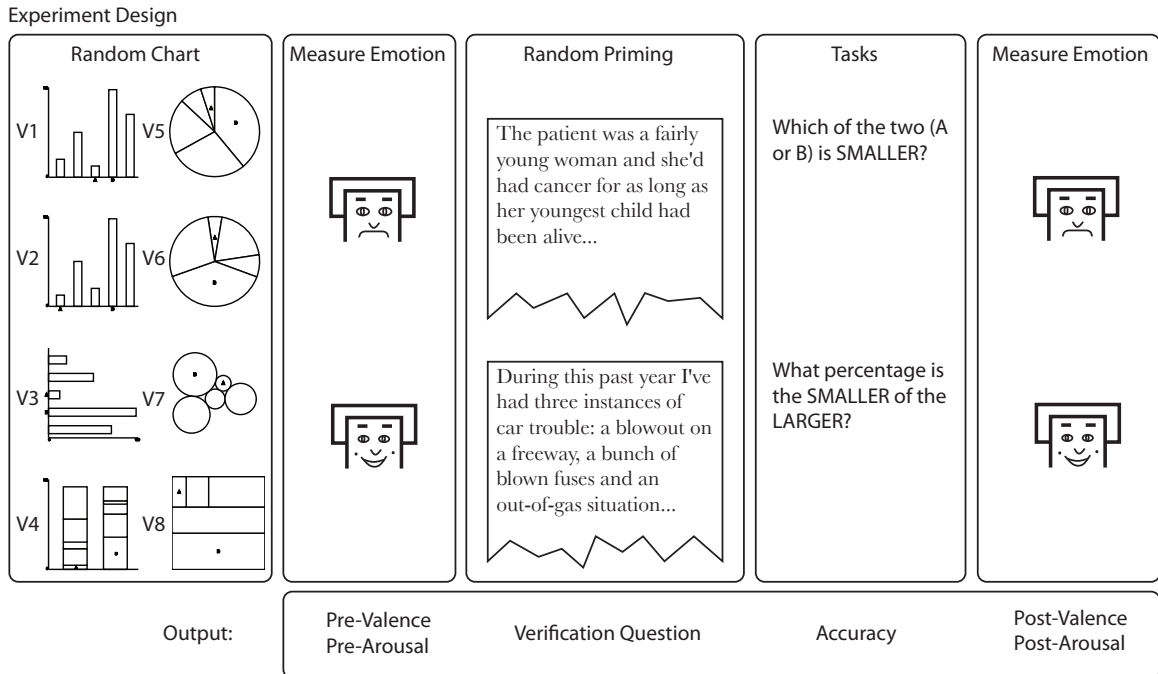 Experiment Design
Random Chart
V1
V5
A
B
A
B
V2
V6
A
B
A
B
V3
V7
A
B
B
A
V4
V8
A
B
A
B
Measure Emotion
Random Priming
The patient was a fairly
young woman and she'd
had cancer for as long as
her youngest child had
been alive...
During this past year I've
had three instances of
car trouble: a blowout on
a freeway, a bunch of
blown fuses and an
out-of-gas situation...
Tasks
Which of the two (A
or B) is SMALLER?
What percentage is
the SMALLER of the
LARGER?
Measure Emotion
Output:
Pre-Valence
Pre-Arousal
Verification Question
Accuracy
Post-Valence
Post-Arousal